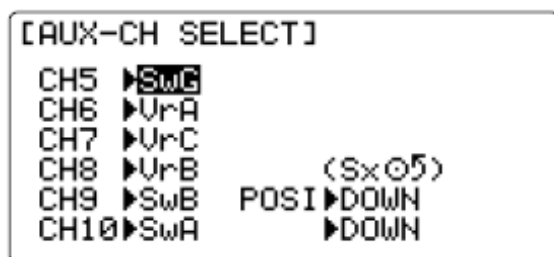 [AUX-CH SELECT]
CH5 ▶SwG
CH6 ▶VrA
CH7 ▶VrC
CH8 ▶VrB (Sx⊙↺)
CH9 ▶SwB POSI▶DOWN
CH10▶SwA ▶DOWN